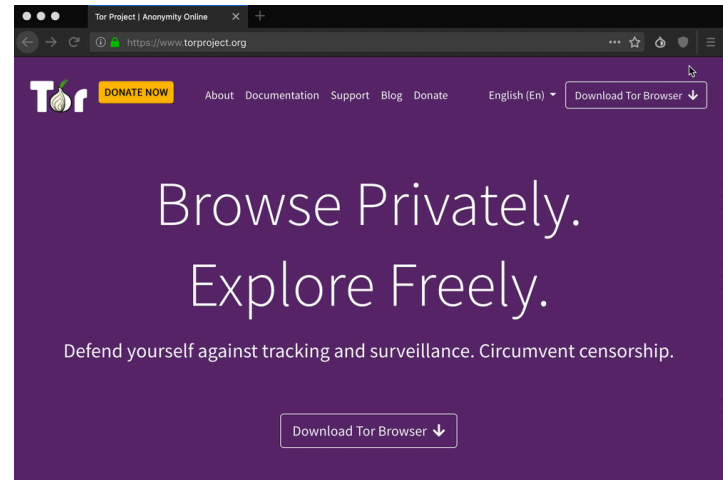 Tor Project | Anonymity Online
https://www.torproject.org
Tor DONATE NOW About Documentation Support Blog Donate English (En) Download Tor Browser
Browse Privately.
Explore Freely.
Defend yourself against tracking and surveillance. Circumvent censorship.
Download Tor Browser